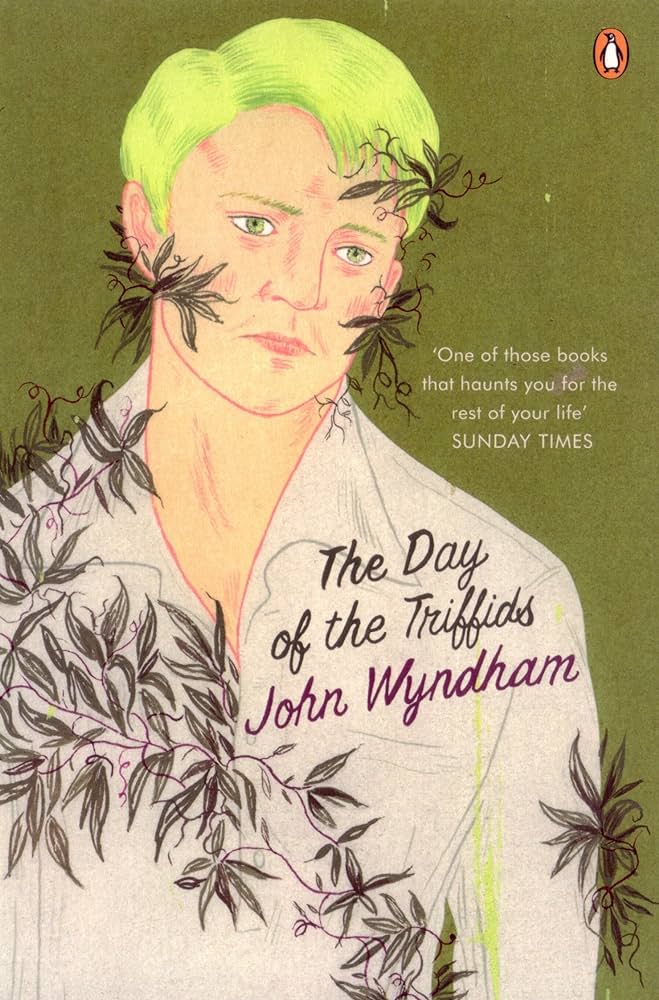 'One of those books
that haunts you for the
rest of your life'
SUNDAY TIMES
The Day
of the Triffids
John Wyndham